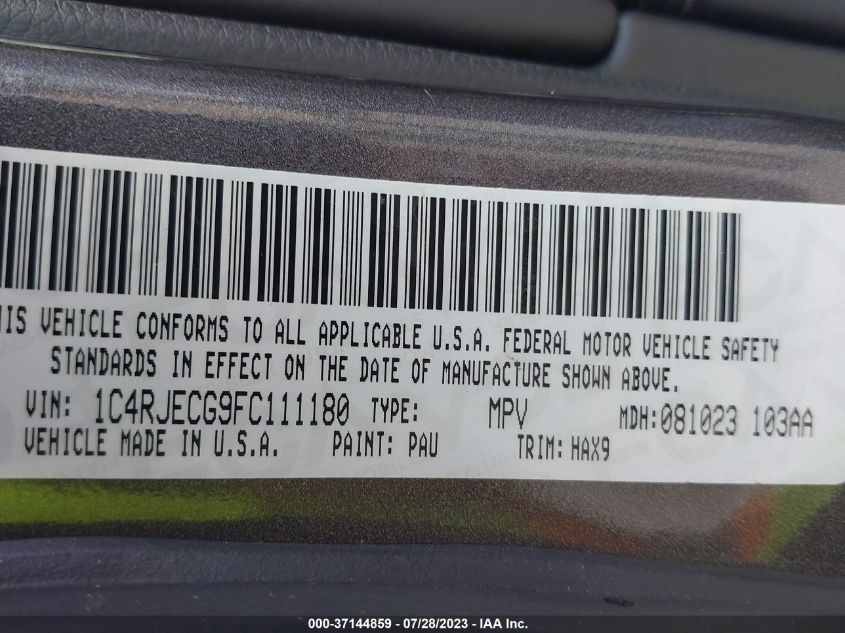 IS VEHICLE CONFORMS TO ALL APPLICABLE U.S.A. FEDERAL MOTOR VEHICLE SAFETY
STANDARDS IN EFFECT ON THE DATE OF MANUFACTURE SHOWN ABOVE.
VIN: 1C4RJECG9FC111180 TYPE: MPV MDH:081023 103AA
VEHICLE MADE IN U.S.A. PAINT: PAU TRIM: HAX9
000-37144859 - 07/28/2023 - IAA Inc.